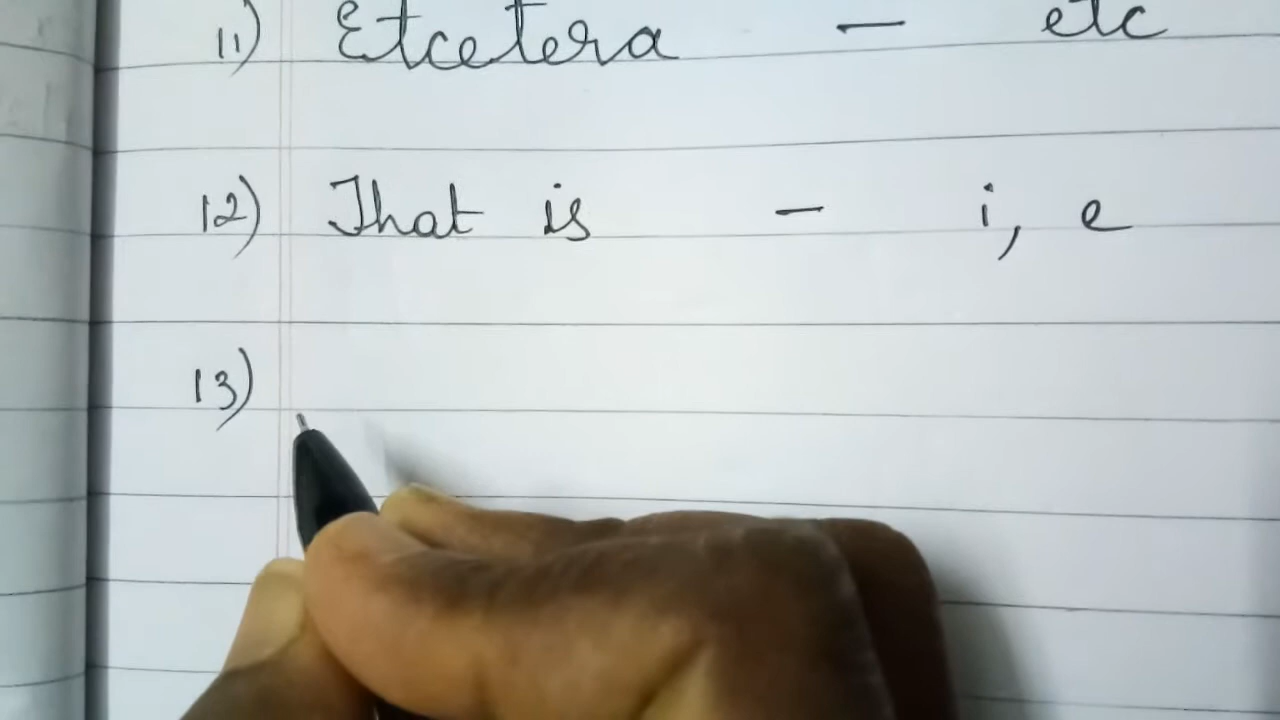 11) Etcetera - etc
12) That is - i, e
13)